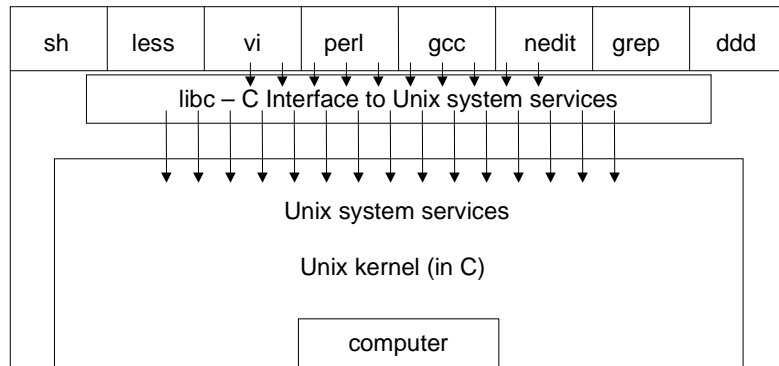 sh less vi perl gcc nedit grep ddd
libc – C Interface to Unix system services
Unix system services
Unix kernel (in C)
computer